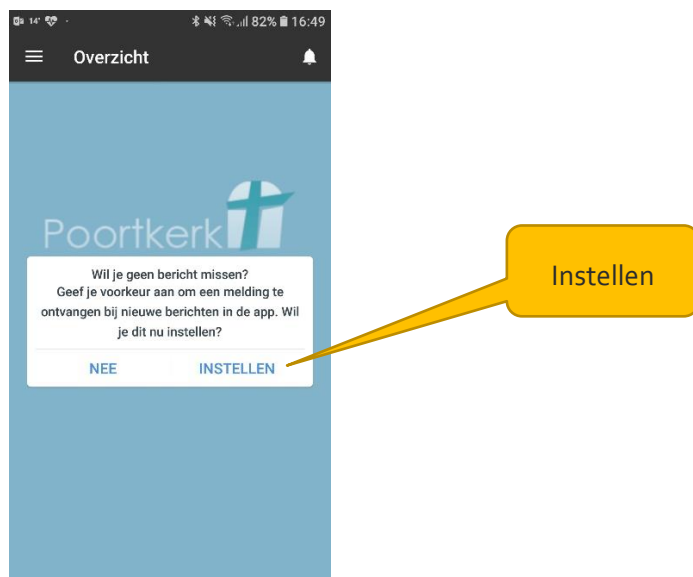 14° 82% 16:49
Overzicht
Poortkerk
Wil je geen bericht missen?
Geef je voorkeur aan om een melding te
ontvangen bij nieuwe berichten in de app. Wil
je dit nu instellen?
NEE INSTELLEN
Instellen